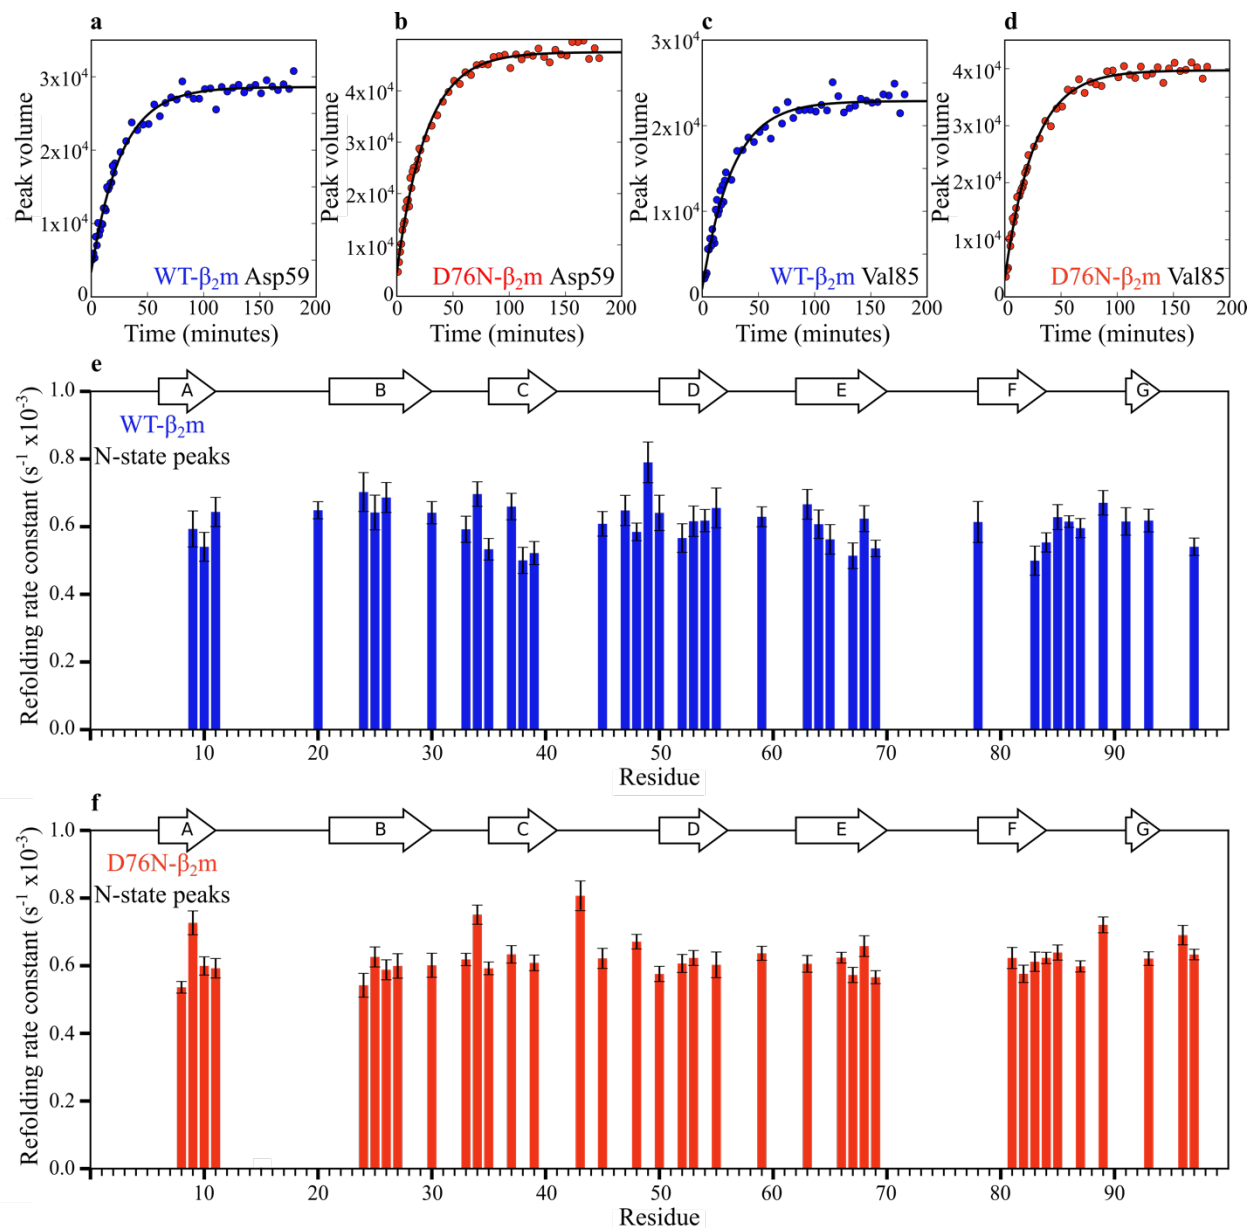 a
b
c
d
Peak volume
3x10⁴
2x10⁴
1x10⁴
0
0 50 100 150 200
Time (minutes)
WT-β₂m Asp59
Peak volume
4x10⁴
3x10⁴
2x10⁴
1x10⁴
0
0 50 100 150 200
Time (minutes)
D76N-β₂m Asp59
Peak volume
3x10⁴
2x10⁴
1x10⁴
0
0 50 100 150 200
Time (minutes)
WT-β₂m Val85
Peak volume
4x10⁴
3x10⁴
2x10⁴
1x10⁴
0
0 50 100 150 200
Time (minutes)
D76N-β₂m Val85
e
A B C D E F G
WT-β₂m
N-state peaks
Refolding rate constant (s⁻¹ x10⁻³)
1.0
0.8
0.6
0.4
0.2
0.0
10 20 30 40 50 60 70 80 90
Residue
f
A B C D E F G
D76N-β₂m
N-state peaks
Refolding rate constant (s⁻¹ x10⁻³)
1.0
0.8
0.6
0.4
0.2
0.0
10 20 30 40 50 60 70 80 90
Residue